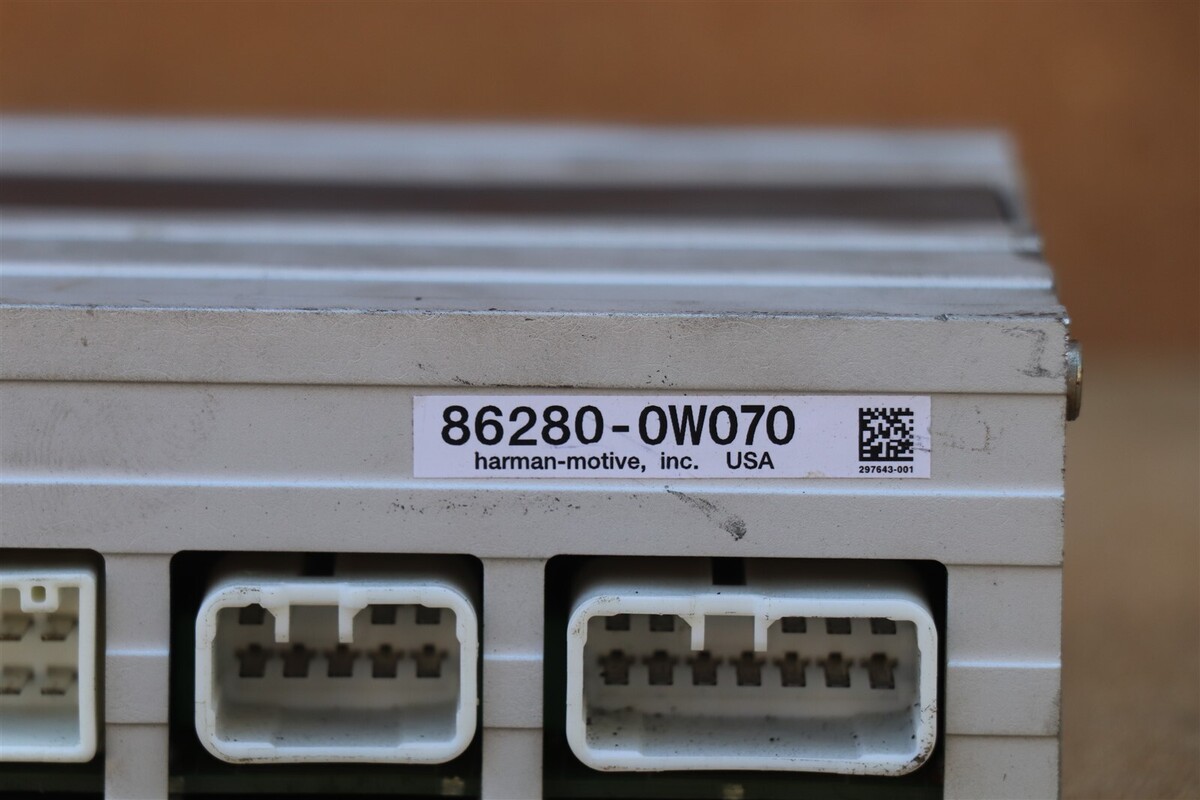 86280-0W070
harman-motive, inc. USA
297643-001